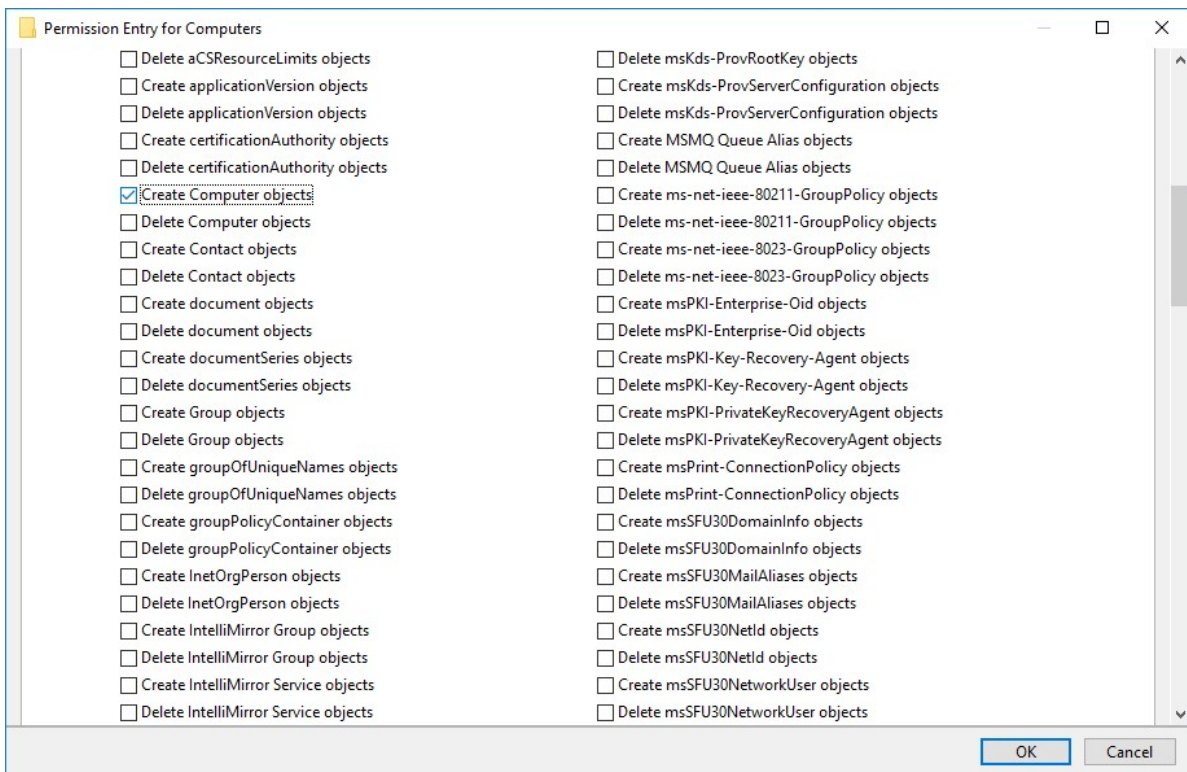 Permission Entry for Computers
Delete aCSResourceLimits objects
Create applicationVersion objects
Delete applicationVersion objects
Create certificationAuthority objects
Delete certificationAuthority objects
Create Computer objects
Delete Computer objects
Create Contact objects
Delete Contact objects
Create document objects
Delete document objects
Create documentSeries objects
Delete documentSeries objects
Create Group objects
Delete Group objects
Create groupOfUniqueNames objects
Delete groupOfUniqueNames objects
Create groupPolicyContainer objects
Delete groupPolicyContainer objects
Create InetOrgPerson objects
Delete InetOrgPerson objects
Create IntelliMirror Group objects
Delete IntelliMirror Group objects
Create IntelliMirror Service objects
Delete IntelliMirror Service objects
Delete msKds-ProvRootKey objects
Create msKds-ProvServerConfiguration objects
Delete msKds-ProvServerConfiguration objects
Create MSMQ Queue Alias objects
Delete MSMQ Queue Alias objects
Create ms-net-ieee-80211-GroupPolicy objects
Delete ms-net-ieee-80211-GroupPolicy objects
Create ms-net-ieee-8023-GroupPolicy objects
Delete ms-net-ieee-8023-GroupPolicy objects
Create msPKI-Enterprise-Oid objects
Delete msPKI-Enterprise-Oid objects
Create msPKI-Key-Recovery-Agent objects
Delete msPKI-Key-Recovery-Agent objects
Create msPKI-PrivateKeyRecoveryAgent objects
Delete msPKI-PrivateKeyRecoveryAgent objects
Create msPrint-ConnectionPolicy objects
Delete msPrint-ConnectionPolicy objects
Create msSFU30DomainInfo objects
Delete msSFU30DomainInfo objects
Create msSFU30MailAliases objects
Delete msSFU30MailAliases objects
Create msSFU30NetId objects
Delete msSFU30NetId objects
Create msSFU30NetworkUser objects
Delete msSFU30NetworkUser objects
OK
Cancel